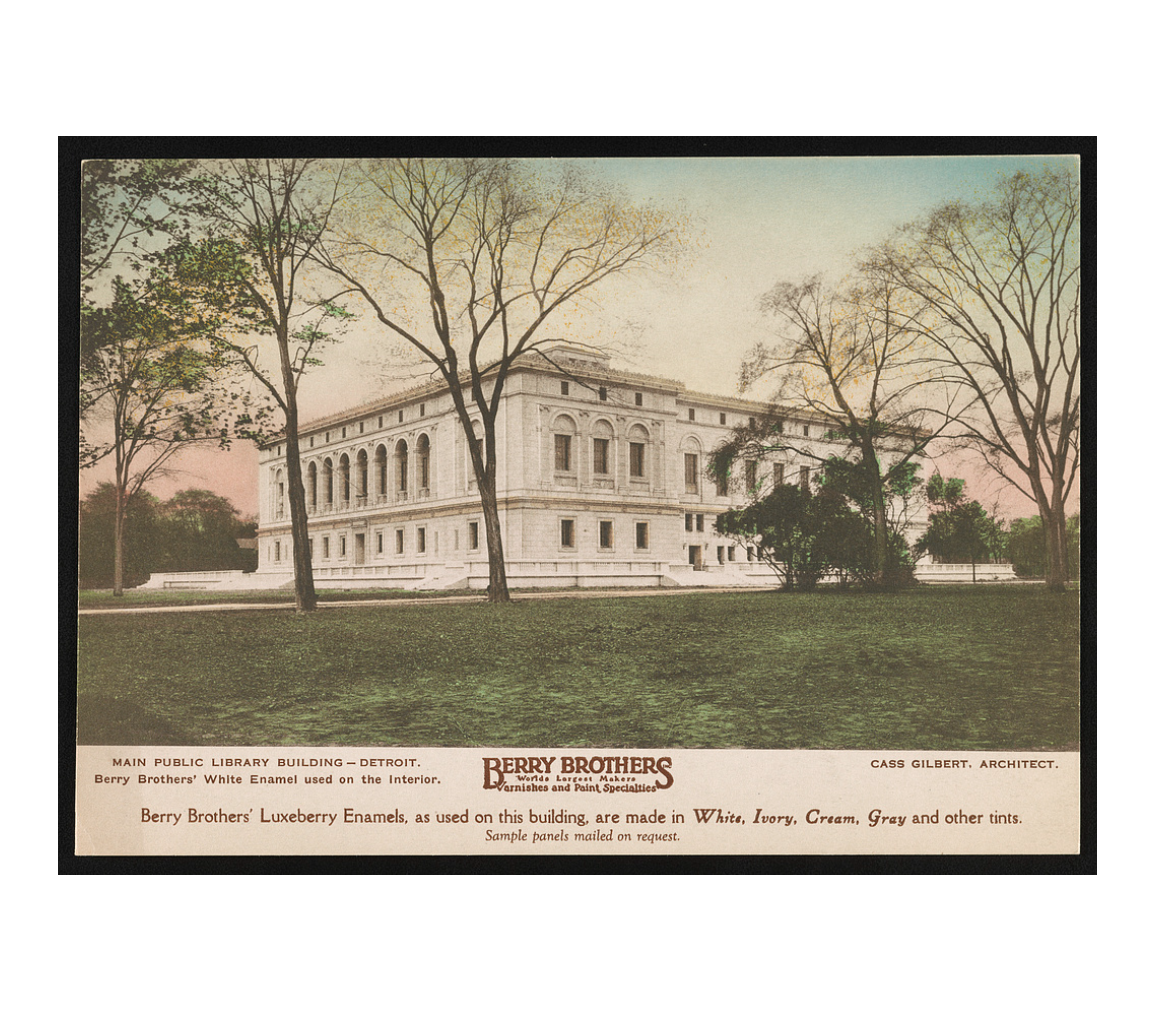 MAIN PUBLIC LIBRARY BUILDING — DETROIT.
Berry Brothers' White Enamel used on the Interior.
BERRY BROTHERS
Worlds Largest Makers
Varnishes and Paint Specialties
CASS GILBERT. ARCHITECT.
Berry Brothers' Luxeberry Enamels, as used on this building, are made in White, Ivory, Cream, Gray and other tints.
Sample panels mailed on request.